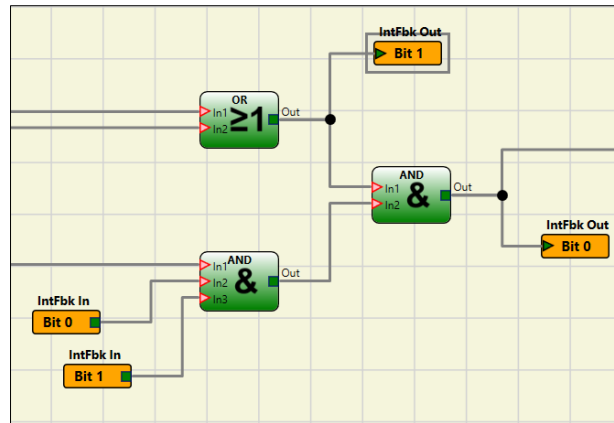 IntFbk Out
Bit 1
OR
In1
In2
≥1
Out
AND
In1
In2
&
Out
IntFbk Out
Bit 0
AND
In1
In2
In3
&
Out
IntFbk In
Bit 0
IntFbk In
Bit 1